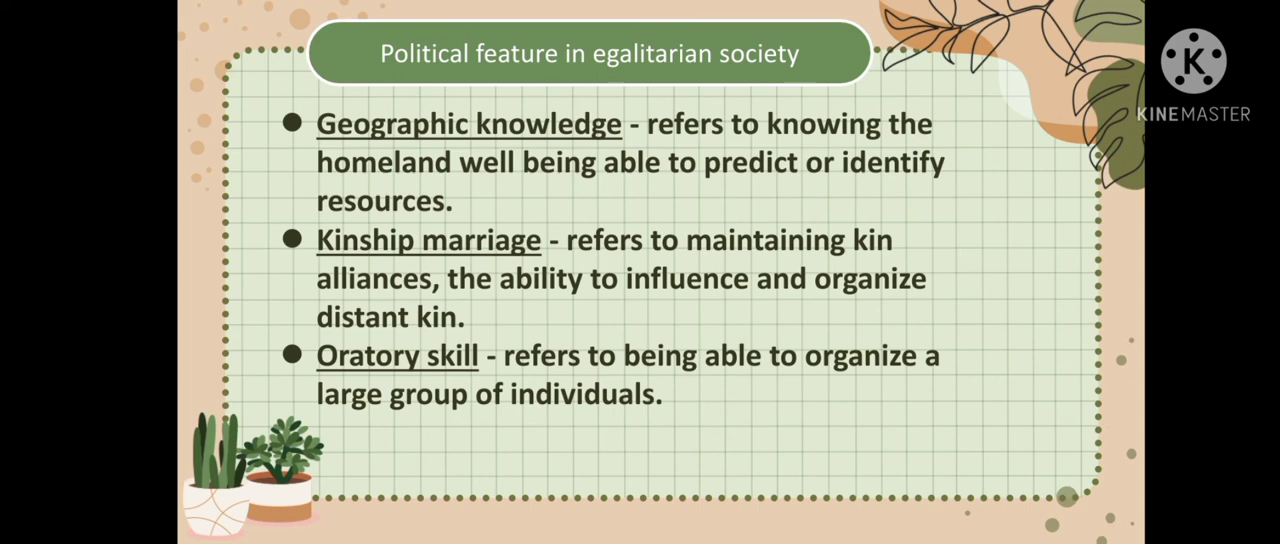 Political feature in egalitarian society
K
KINEMASTER
● Geographic knowledge - refers to knowing the
homeland well being able to predict or identify
resources.
● Kinship marriage - refers to maintaining kin
alliances, the ability to influence and organize
distant kin.
● Oratory skill - refers to being able to organize a
large group of individuals.